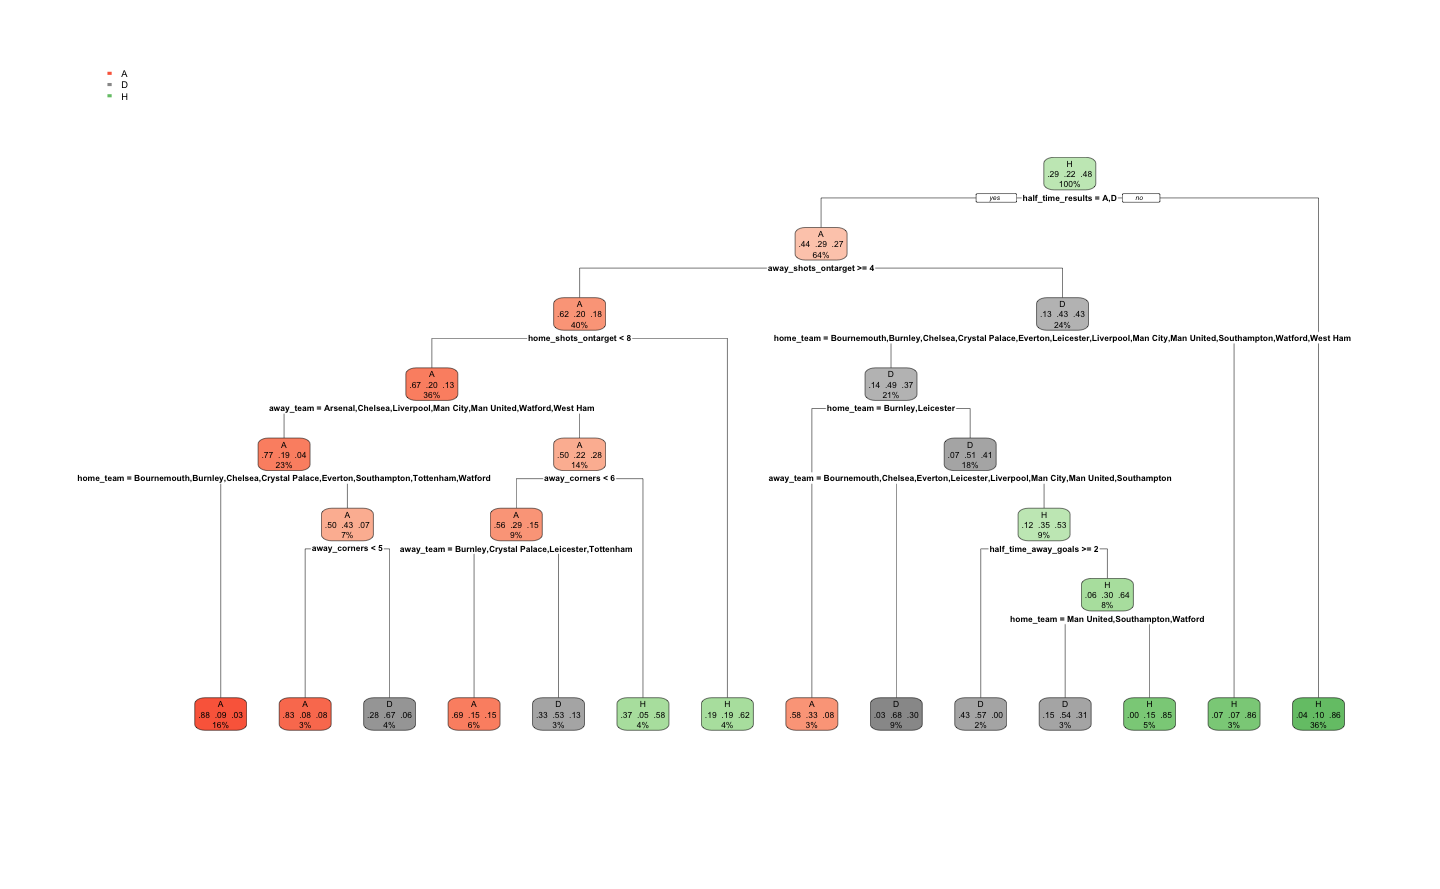 A
D
H
H
.29 .22 .48
100%
yes
half_time_results = A,D
no
A
.44 .29 .27
64%
away_shots_ontarget >= 4
A
.62 .20 .18
40%
D
.13 .43 .43
24%
home_shots_ontarget < 8
home_team = Bournemouth,Burnley,Chelsea,Crystal Palace,Everton,Leicester,Liverpool,Man City,Man United,Southampton,Watford,West Ham
A
.67 .20 .13
36%
D
.14 .49 .37
21%
away_team = Arsenal,Chelsea,Liverpool,Man City,Man United,Watford,West Ham
home_team = Burnley,Leicester
A
.77 .19 .04
23%
A
.50 .22 .28
14%
D
.07 .51 .41
18%
home_team = Bournemouth,Burnley,Chelsea,Crystal Palace,Everton,Southampton,Tottenham,Watford
away_corners < 6
away_team = Bournemouth,Chelsea,Everton,Leicester,Liverpool,Man City,Man United,Southampton
A
.50 .43 .07
7%
A
.56 .29 .15
9%
H
.12 .35 .53
9%
away_corners < 5
away_team = Burnley,Crystal Palace,Leicester,Tottenham
half_time_away_goals >= 2
H
.06 .30 .64
8%
home_team = Man United,Southampton,Watford
A
.88 .09 .03
16%
A
.83 .08 .08
3%
D
.28 .67 .06
4%
A
.69 .15 .15
6%
D
.33 .53 .13
3%
H
.37 .05 .58
4%
H
.19 .19 .62
4%
A
.58 .33 .08
3%
D
.03 .68 .30
9%
D
.43 .57 .00
2%
D
.15 .54 .31
3%
H
.00 .15 .85
5%
H
.07 .07 .86
3%
H
.04 .10 .86
36%